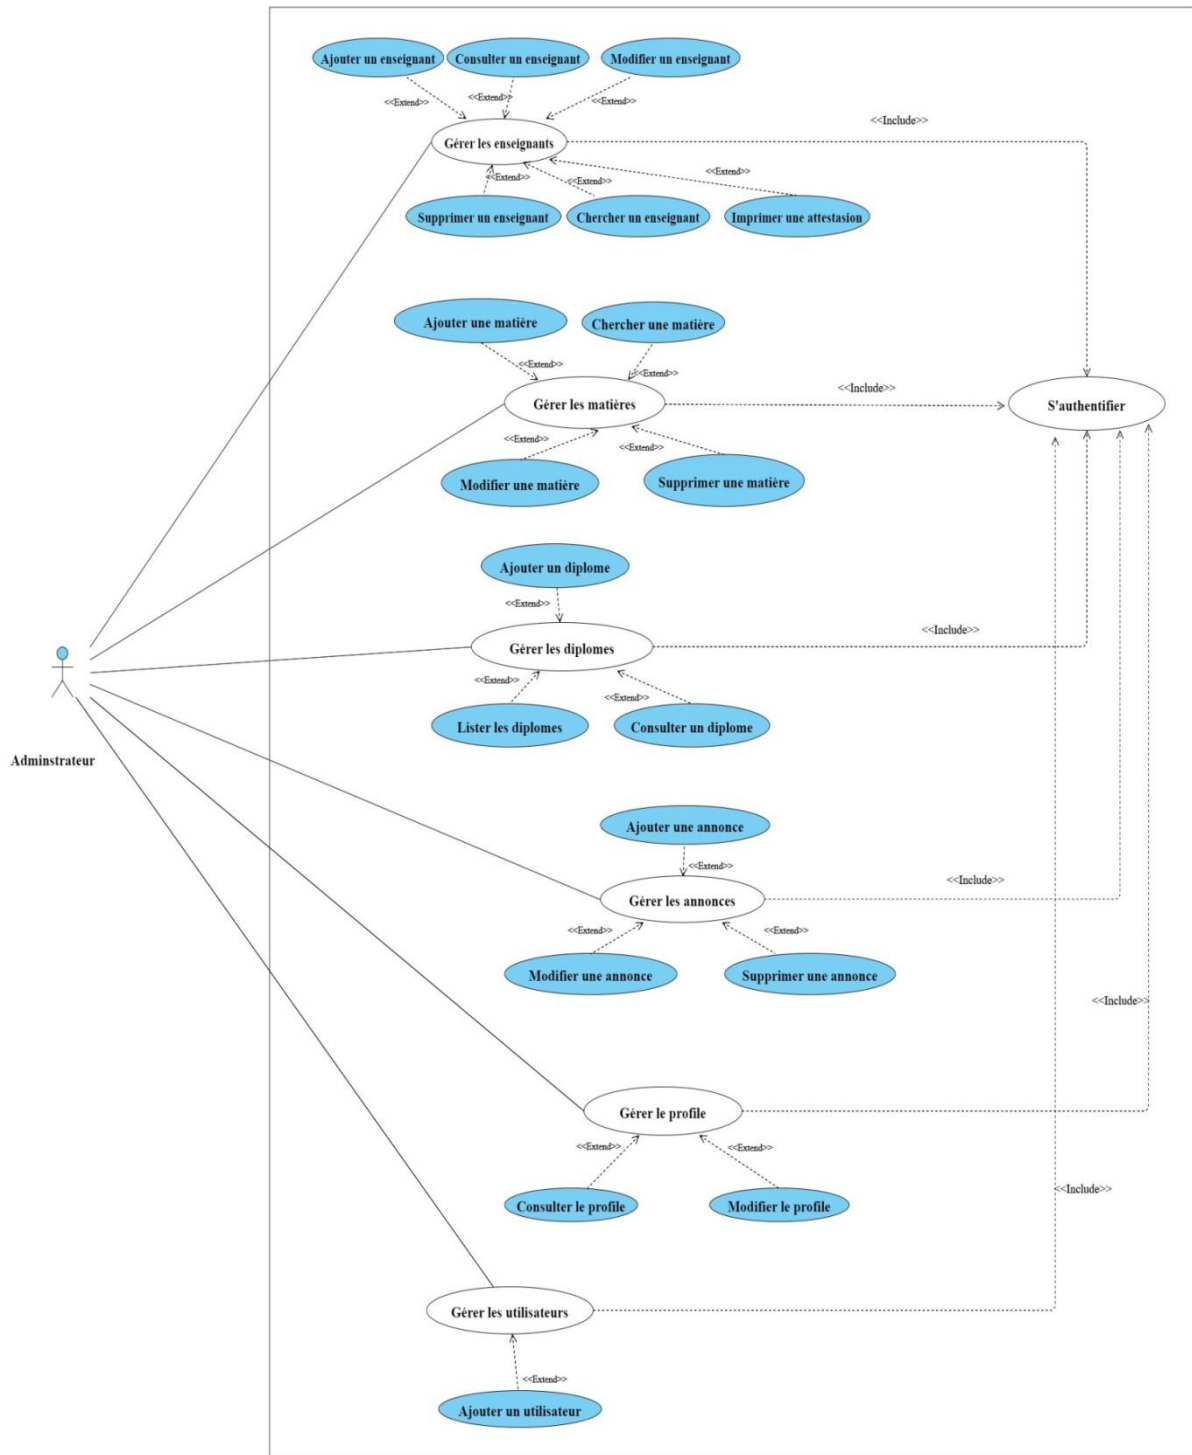 Ajouter un enseignant
Consulter un enseignant
Modifier un enseignant
<<Extend>>
<<Extend>>
<<Extend>>
<<Include>>
Gérer les enseignants
<<Extend>>
<<Extend>>
<<Extend>>
Supprimer un enseignant
Chercher un enseignant
Imprimer une attestasion
Ajouter une matière
Chercher une matière
<<Extend>>
<<Extend>>
<<Include>>
Gérer les matières
S'authentifier
<<Extend>>
<<Extend>>
Modifier une matière
Supprimer une matière
Ajouter un diplome
<<Extend>>
<<Include>>
Gérer les diplomes
<<Extend>>
<<Extend>>
Lister les diplomes
Consulter un diplome
Adminstrateur
Ajouter une annonce
<<Extend>>
<<Include>>
Gérer les annonces
<<Extend>>
<<Extend>>
Modifier une annonce
Supprimer une annonce
<<Include>>
Gérer le profile
<<Extend>>
<<Extend>>
<<Include>>
Consulter le profile
Modifier le profile
Gérer les utilisateurs
<<Extend>>
Ajouter un utilisateur